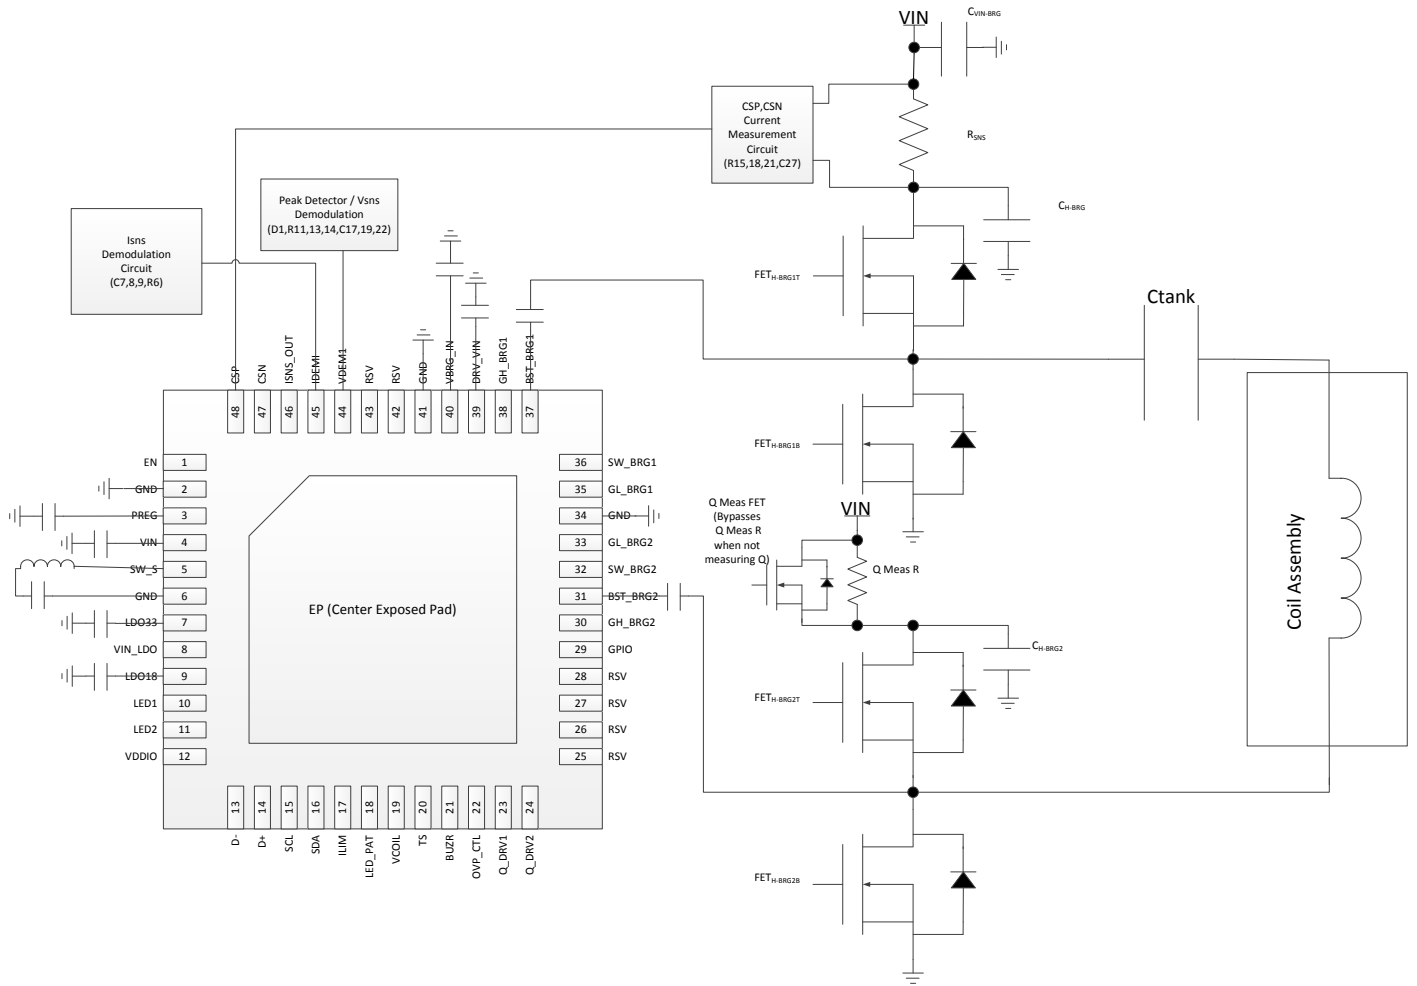 VIN
CVIN-BRG
CSP,CSN
Current
Measurement
Circuit
(R15,18,21,C27)
RSNS
Peak Detector / Vsns
Demodulation
(D1,R11,13,14,C17,19,22)
Isns
Demodulation
Circuit
(C7,8,9,R6)
CH-BRG
FETH-BRG1T
Ctank
CSP
CSN
ISNS_OUT
IDEMI
VDEM1
RSV
RSV
GND
VBRG_IN
DRV_VIN
GH_BRG1
BST_BRG1
48
47
46
45
44
43
42
41
40
39
38
37
EN 1
GND 2
PREG 3
VIN 4
SW_S 5
GND 6
LDO33 7
VIN_LDO 8
LDO18 9
LED1 10
LED2 11
VDDIO 12
EP (Center Exposed Pad)
36 SW_BRG1
35 GL_BRG1
34 GND
33 GL_BRG2
32 SW_BRG2
31 BST_BRG2
30 GH_BRG2
29 GPIO
28 RSV
27 RSV
26 RSV
25 RSV
13
14
15
16
17
18
19
20
21
22
23
24
D-
D+
SCL
SDA
ILIM
LED_PAT
VCOIL
TS
BUZR
OVP_CTL
Q_DRV1
Q_DRV2
FETH-BRG1B
Q Meas FET
(Bypasses
Q Meas R
when not
measuring Q)
VIN
Q Meas R
CH-BRG2
FETH-BRG2T
FETH-BRG2B
Coil Assembly